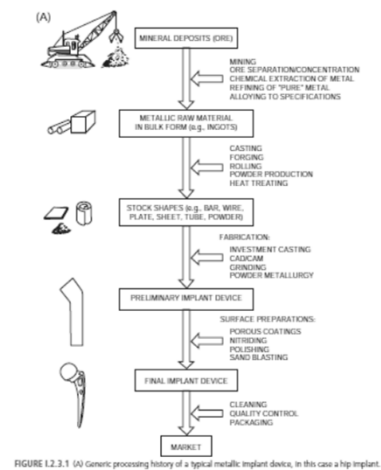 (A)
MINERAL DEPOSITS (ORE)
MINING
ORE SEPARATION/CONCENTRATION
CHEMICAL EXTRACTION OF METAL
REFINING OF "PURE" METAL
ALLOYING TO SPECIFICATIONS
METALLIC RAW MATERIAL
IN BULK FORM (e.g., INGOTS)
CASTING
FORGING
ROLLING
POWDER PRODUCTION
HEAT TREATING
STOCK SHAPES (e.g., BAR, WIRE,
PLATE, SHEET, TUBE, POWDER)
FABRICATION:
INVESTMENT CASTING
CAD/CAM
GRINDING
POWDER METALLURGY
PRELIMINARY IMPLANT DEVICE
SURFACE PREPARATIONS:
POROUS COATINGS
NITRIDING
POLISHING
SAND BLASTING
FINAL IMPLANT DEVICE
CLEANING
QUALITY CONTROL
PACKAGING
MARKET
FIGURE I.2.3.1 (A) Generic processing history of a typical metallic implant device, in this case a hip implant.